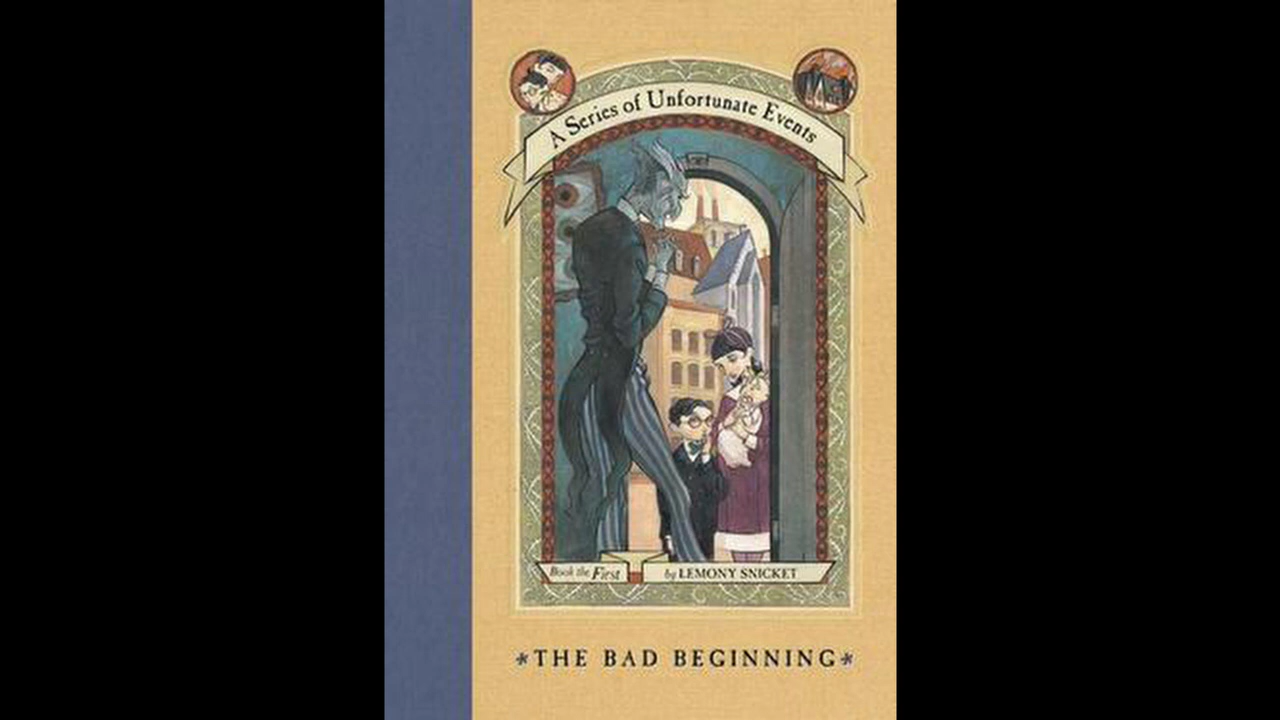 A Series of Unfortunate Events
Book the First
by LEMONY SNICKET
*THE BAD BEGINNING*